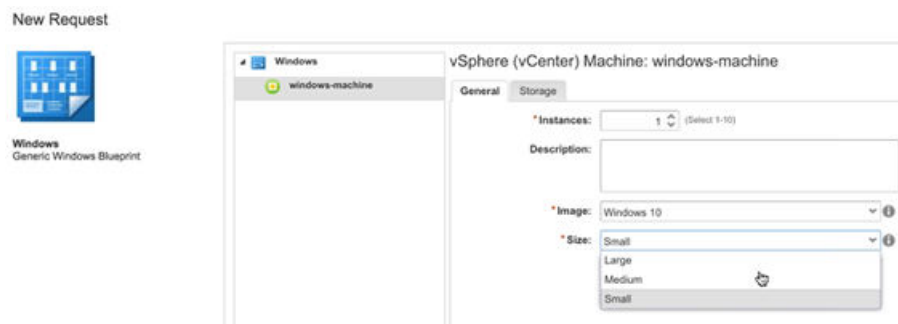 New Request
Windows
Generic Windows Blueprint
Windows
windows-machine
vSphere (vCenter) Machine: windows-machine
General Storage
*Instances: 1 (Select 1-10)
Description:
*Image: Windows 10
*Size: Small
Large
Medium
Small